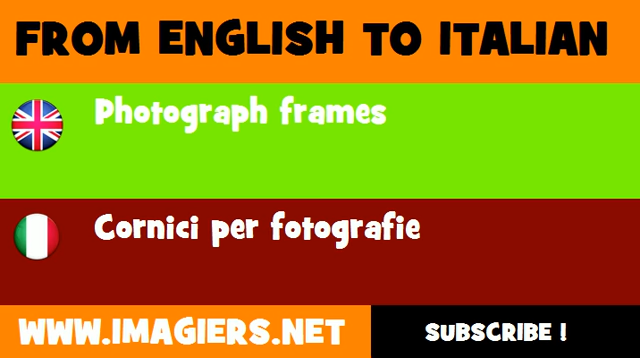 FROM ENGLISH TO ITALIAN
Photograph frames
Cornici per fotografie
WWW.IMAGIERS.NET
SUBSCRIBE !